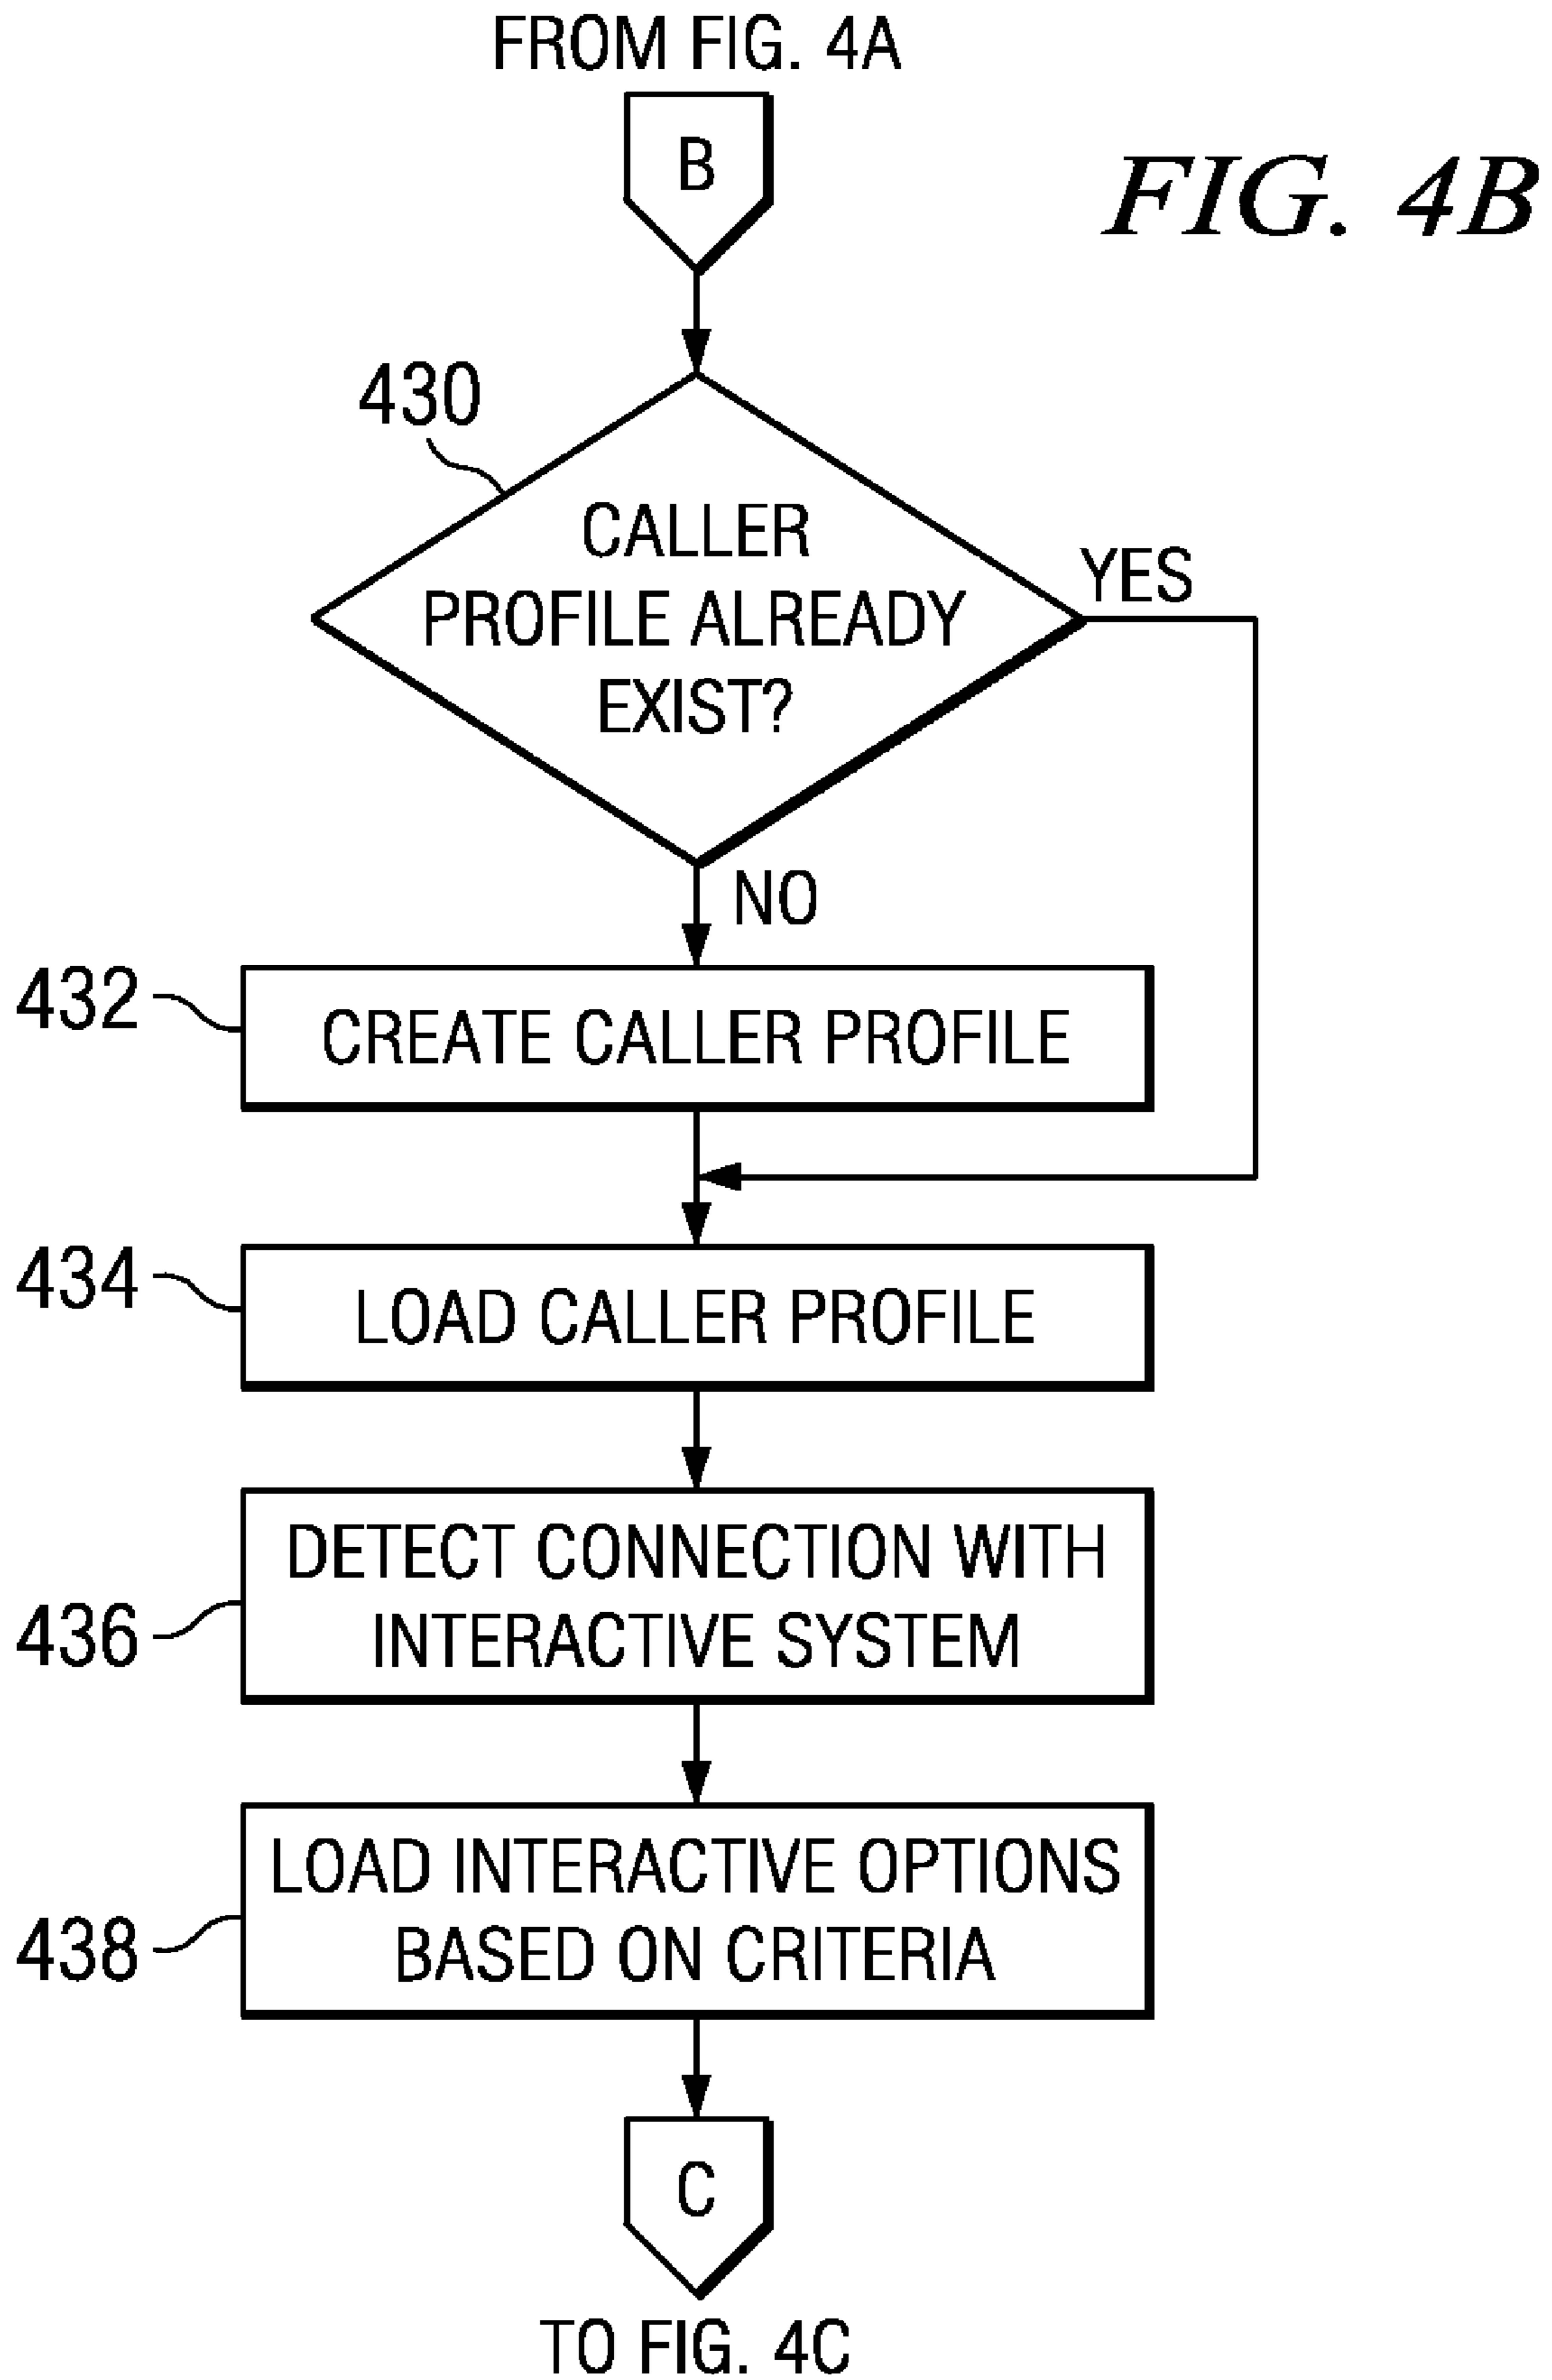 FROM FIG. 4A
B
FIG. 4B
430
CALLER
PROFILE ALREADY
EXIST?
YES
NO
432
CREATE CALLER PROFILE
434
LOAD CALLER PROFILE
436
DETECT CONNECTION WITH
INTERACTIVE SYSTEM
438
LOAD INTERACTIVE OPTIONS
BASED ON CRITERIA
C
TO FIG. 4C